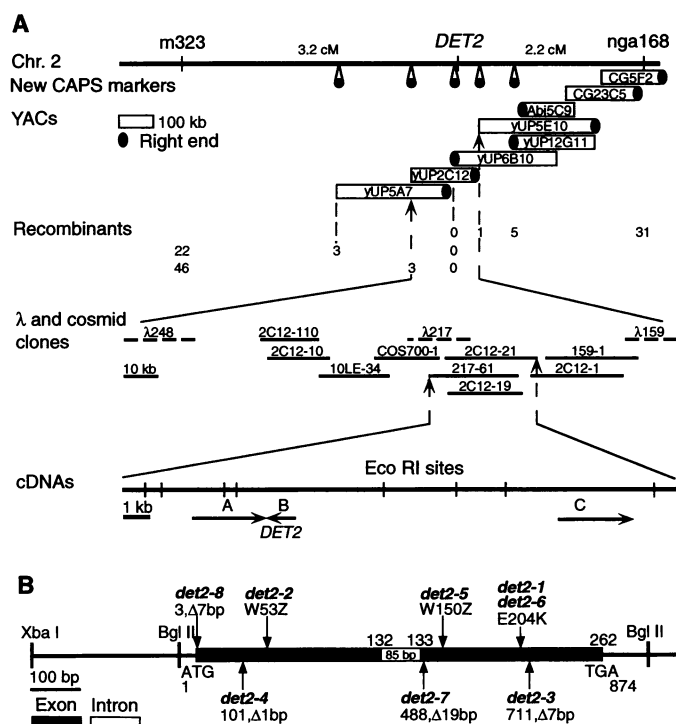 A
m323 3.2 cM DET2 2.2 cM nga168
Chr. 2
New CAPS markers
CG5F2
CG23C5
YACs
100 kb
Abi5C9
Right end
yUP5E10
yUP12G11
yUP6B10
yUP2C12
yUP5A7
Recombinants
0 1 5 31
22 3 0
46 3 0
λ and cosmid clones
λ248 2C12-110 λ217 λ159
2C12-10 COS700-1 2C12-21 159-1
10 kb 10LE-34 217-61 2C12-1
2C12-19
cDNAs
Eco RI sites
1 kb A B C
DET2
B
det2-8 det2-2 det2-5 det2-1
det2-6
3,Δ7bp W53Z W150Z E204K
Xba I Bgl II 132 133 262 Bgl II
85 bp
100 bp ATG TGA
1 874
Exon Intron
det2-4 det2-7 det2-3
101,Δ1bp 488,Δ19bp 711,Δ7bp